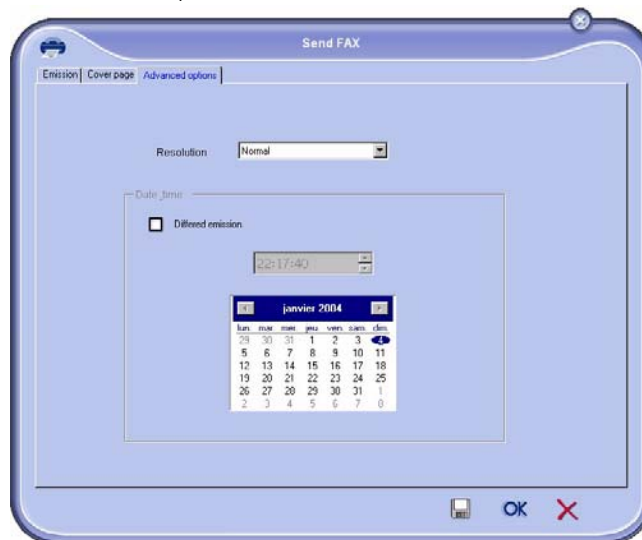 Send FAX
Emission Cover page Advanced options
Resolution Normal
Date_time
Differed emission
22:17:40
janvier 2004
lun. mar. mer. jeu. ven. sam. dim.
29 30 31 1 2 3 4
5 6 7 8 9 10 11
12 13 14 15 16 17 18
19 20 21 22 23 24 25
26 27 28 29 30 31 1
2 3 4 5 6 7 8
OK